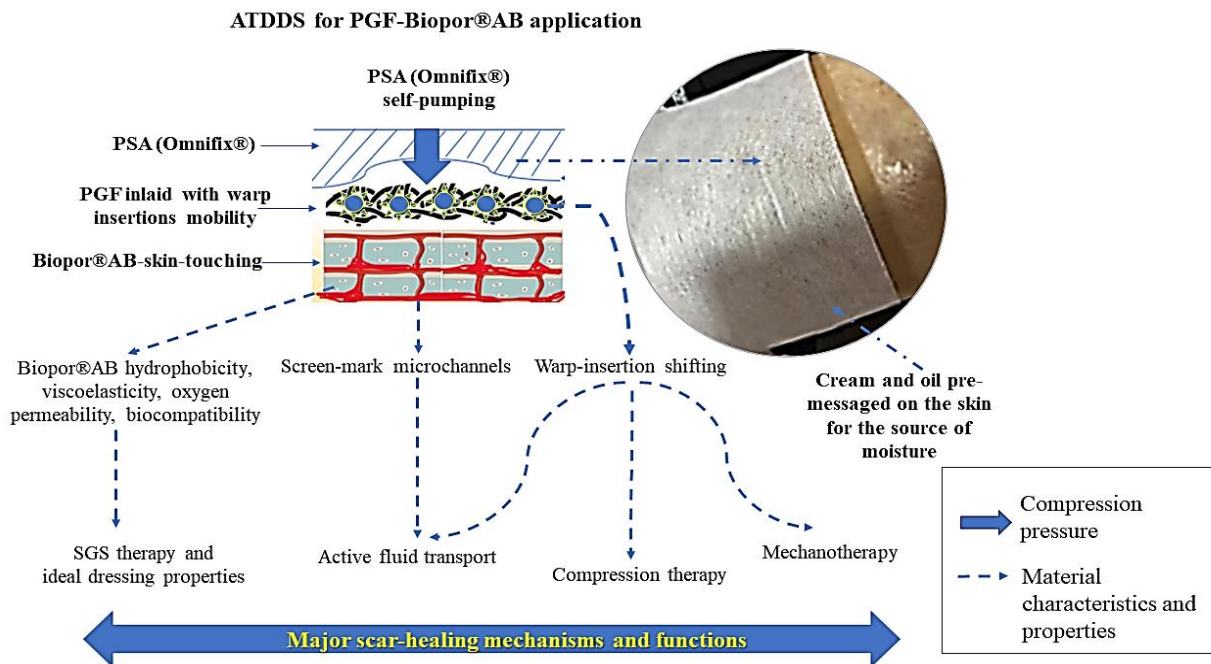 ATDDS for PGF-Biopor®AB application
PSA (Omnifix®)
self-pumping
PSA (Omnifix®)
PGF inlaid with warp
insertions mobility
Biopor®AB-skin-touching
Biopor®AB hydrophobicity,
viscoelasticity, oxygen
permeability, biocompatibility
Screen-mark microchannels
Warp-insertion shifting
Cream and oil pre-
messaged on the skin
for the source of
moisture
SGS therapy and
ideal dressing properties
Active fluid transport
Compression therapy
Mechanotherapy
Compression
pressure
Material
characteristics and
properties
Major scar-healing mechanisms and functions